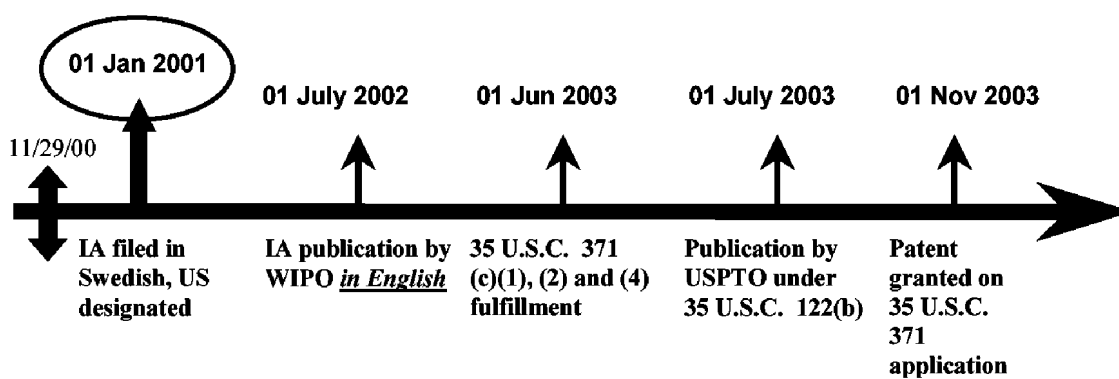 01 Jan 2001
01 July 2002
01 Jun 2003
01 July 2003
01 Nov 2003
11/29/00
IA filed in
Swedish, US
designated
IA publication by
WIPO in English
35 U.S.C. 371
(c)(1), (2) and (4)
fulfillment
Publication by
USPTO under
35 U.S.C. 122(b)
Patent
granted on
35 U.S.C.
371
application